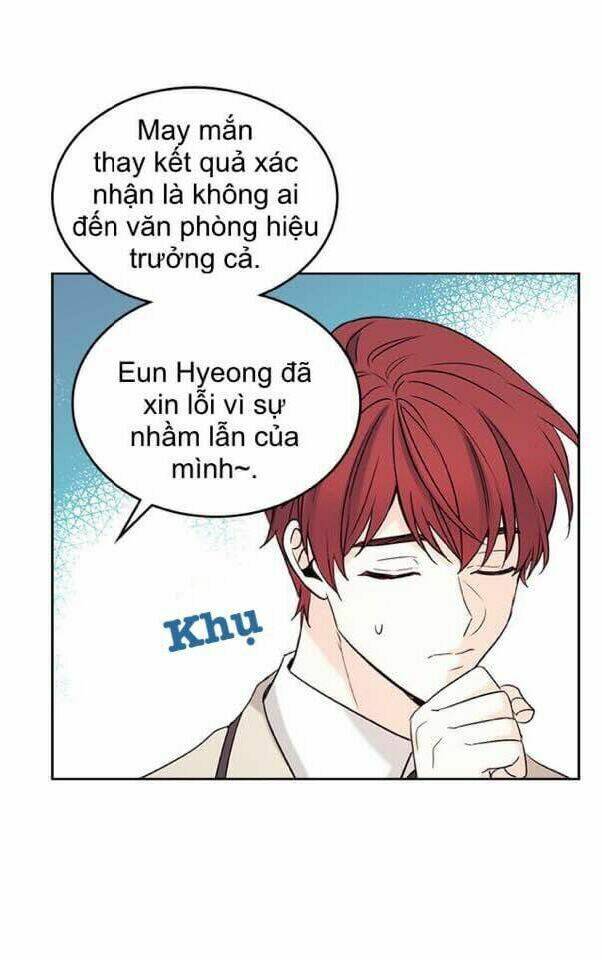 May mắn
thay kết quả xác
nhận là không ai
đến văn phòng hiệu
trưởng cả.
Eun Hyeong đã
xin lỗi vì sự
nhầm lẫn của
mình~.
Khụ